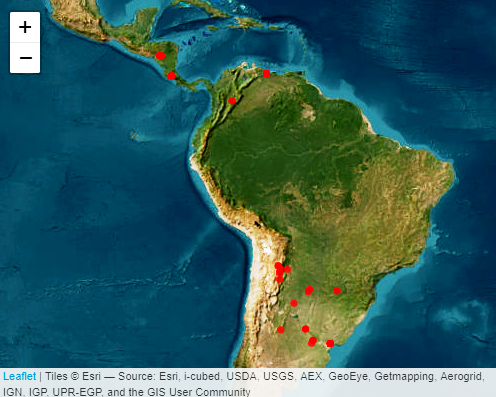 +
−
Leaflet | Tiles © Esri — Source: Esri, i-cubed, USDA, USGS, AEX, GeoEye, Getmapping, Aerogrid,
IGN, IGP, UPR-EGP, and the GIS User Community